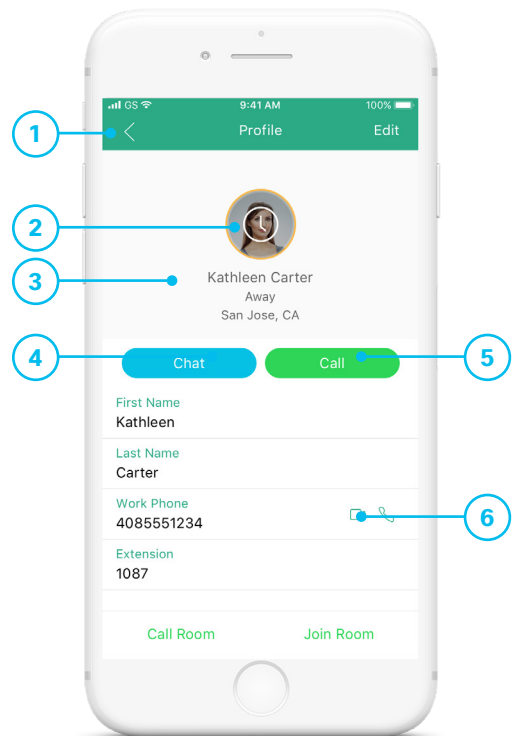 GS 9:41 AM 100%
1
Profile Edit
2
3
Kathleen Carter
Away
San Jose, CA
4
Chat Call
5
First Name
Kathleen
Last Name
Carter
Work Phone
4085551234
6
Extension
1087
Call Room Join Room